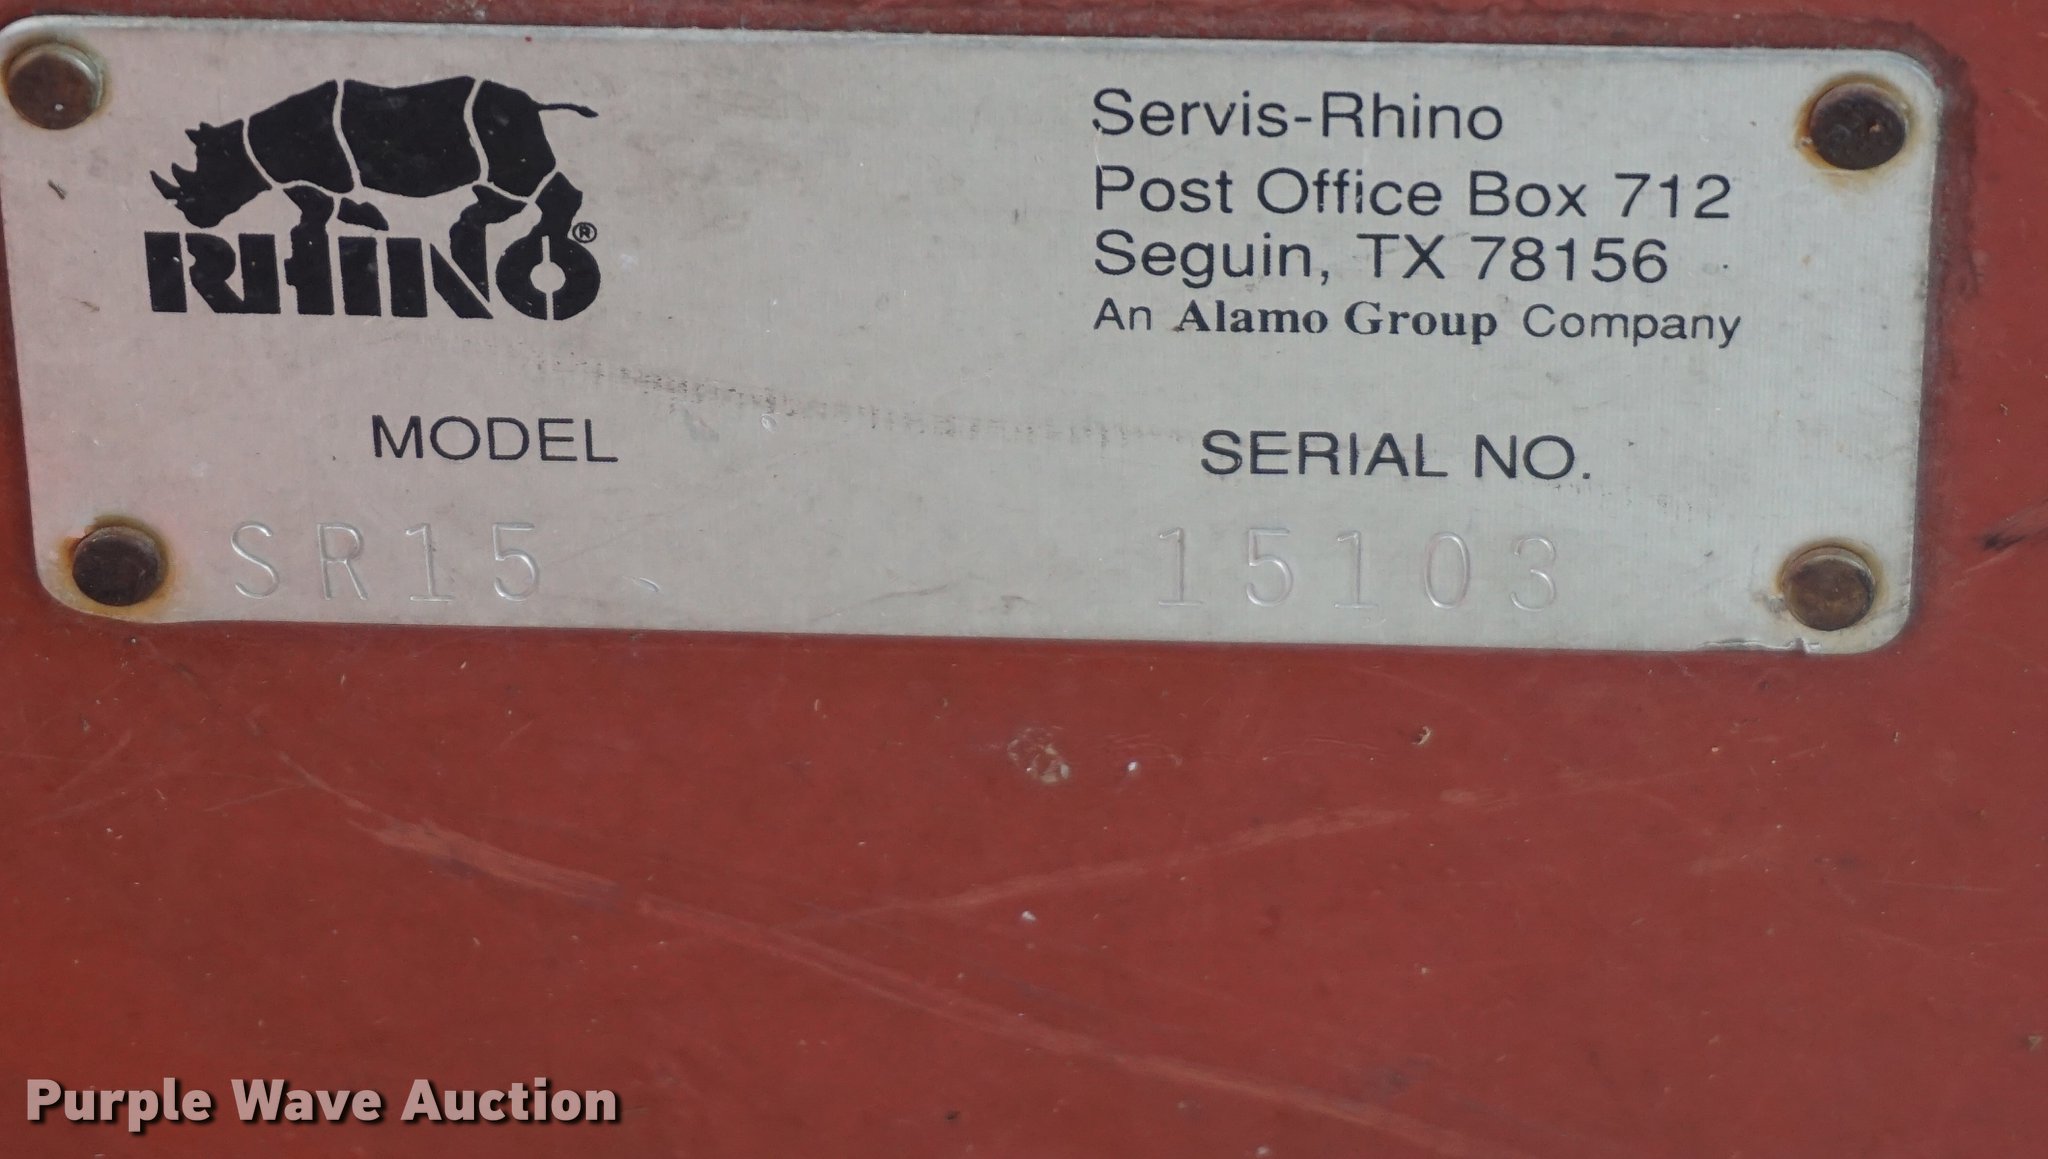 RHINO®
Servis-Rhino
Post Office Box 712
Seguin, TX 78156
An Alamo Group Company
MODEL
SERIAL NO.
SR15
15103
Purple Wave Auction